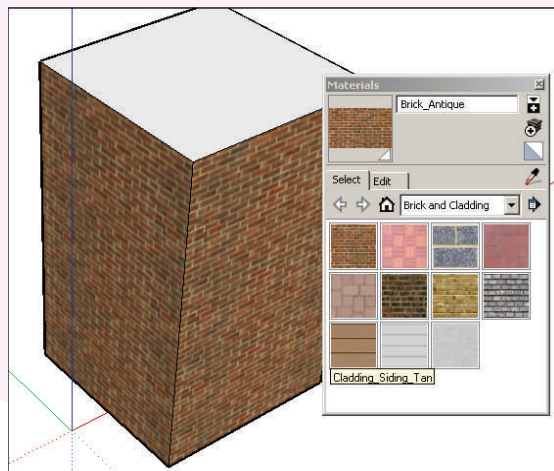 Materials
Brick_Antique
Select
Edit
Brick and Cladding
Cladding_Siding_Tan